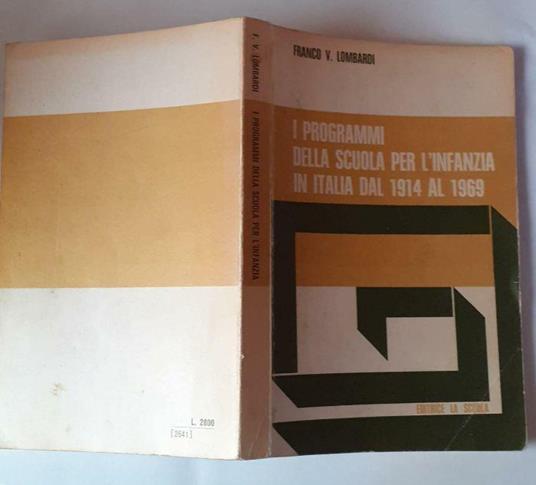 FRANCO V. LOMBARDI
I PROGRAMMI
DELLA SCUOLA PER L'INFANZIA
IN ITALIA DAL 1914 AL 1969
EDITRICE LA SCUOLA
F. V. LOMBARDI I PROGRAMMI DELLA SCUOLA PER L'INFANZIA
L. 2800
[2641]